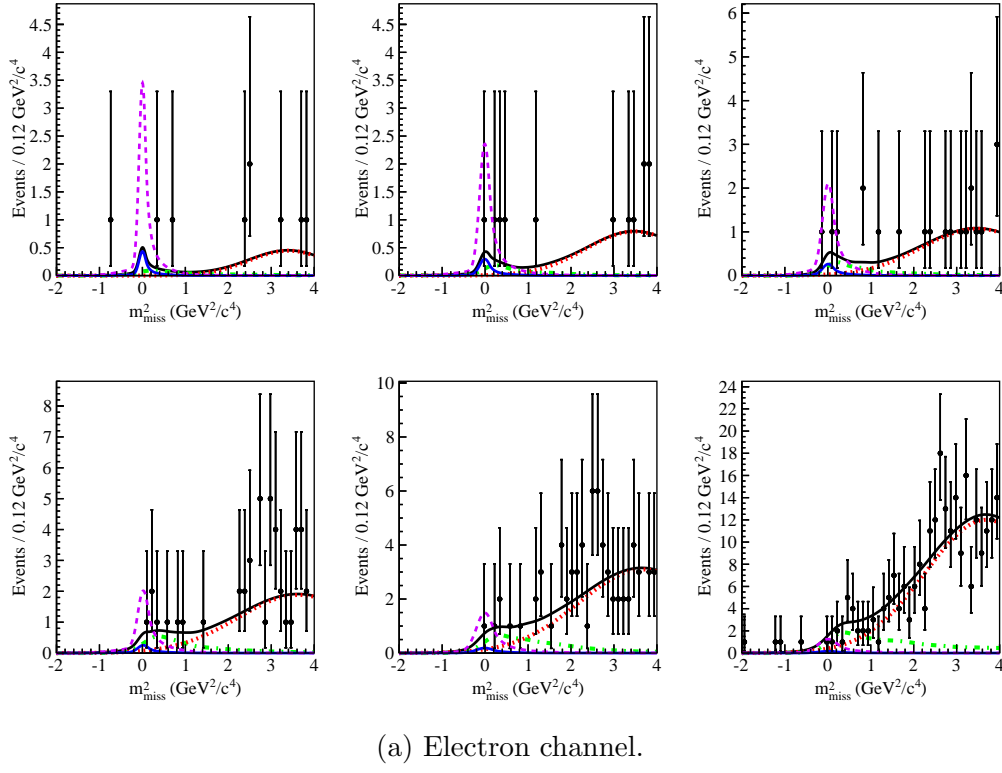 Events / 0.12 GeV²/c⁴
4.5
4
3.5
3
2.5
2
1.5
1
0.5
0
-2 -1 0 1 2 3 4
m²miss (GeV²/c⁴)
Events / 0.12 GeV²/c⁴
4.5
4
3.5
3
2.5
2
1.5
1
0.5
0
-2 -1 0 1 2 3 4
m²miss (GeV²/c⁴)
Events / 0.12 GeV²/c⁴
6
5
4
3
2
1
0
-2 -1 0 1 2 3 4
m²miss (GeV²/c⁴)
Events / 0.12 GeV²/c⁴
8
7
6
5
4
3
2
1
0
-2 -1 0 1 2 3 4
m²miss (GeV²/c⁴)
Events / 0.12 GeV²/c⁴
10
8
6
4
2
0
-2 -1 0 1 2 3 4
m²miss (GeV²/c⁴)
Events / 0.12 GeV²/c⁴
24
22
20
18
16
14
12
10
8
6
4
2
0
-2 -1 0 1 2 3 4
m²miss (GeV²/c⁴)
(a) Electron channel.